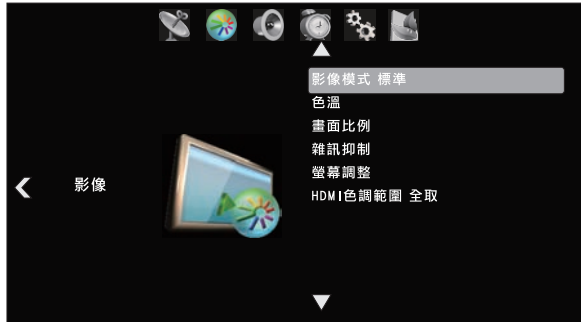 影像模式 標準
色溫
畫面比例
雜訊抑制
螢幕調整
HDMI色調範圍 全取
影像